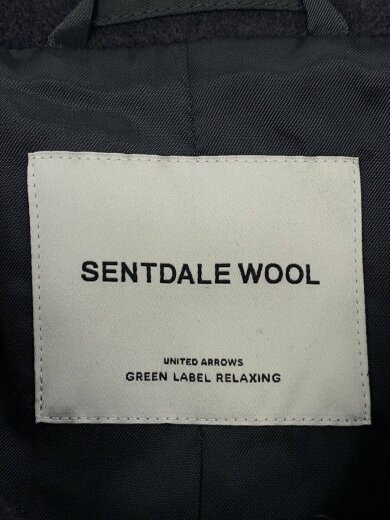 SENTDALE WOOL
UNITED ARROWS
GREEN LABEL RELAXING